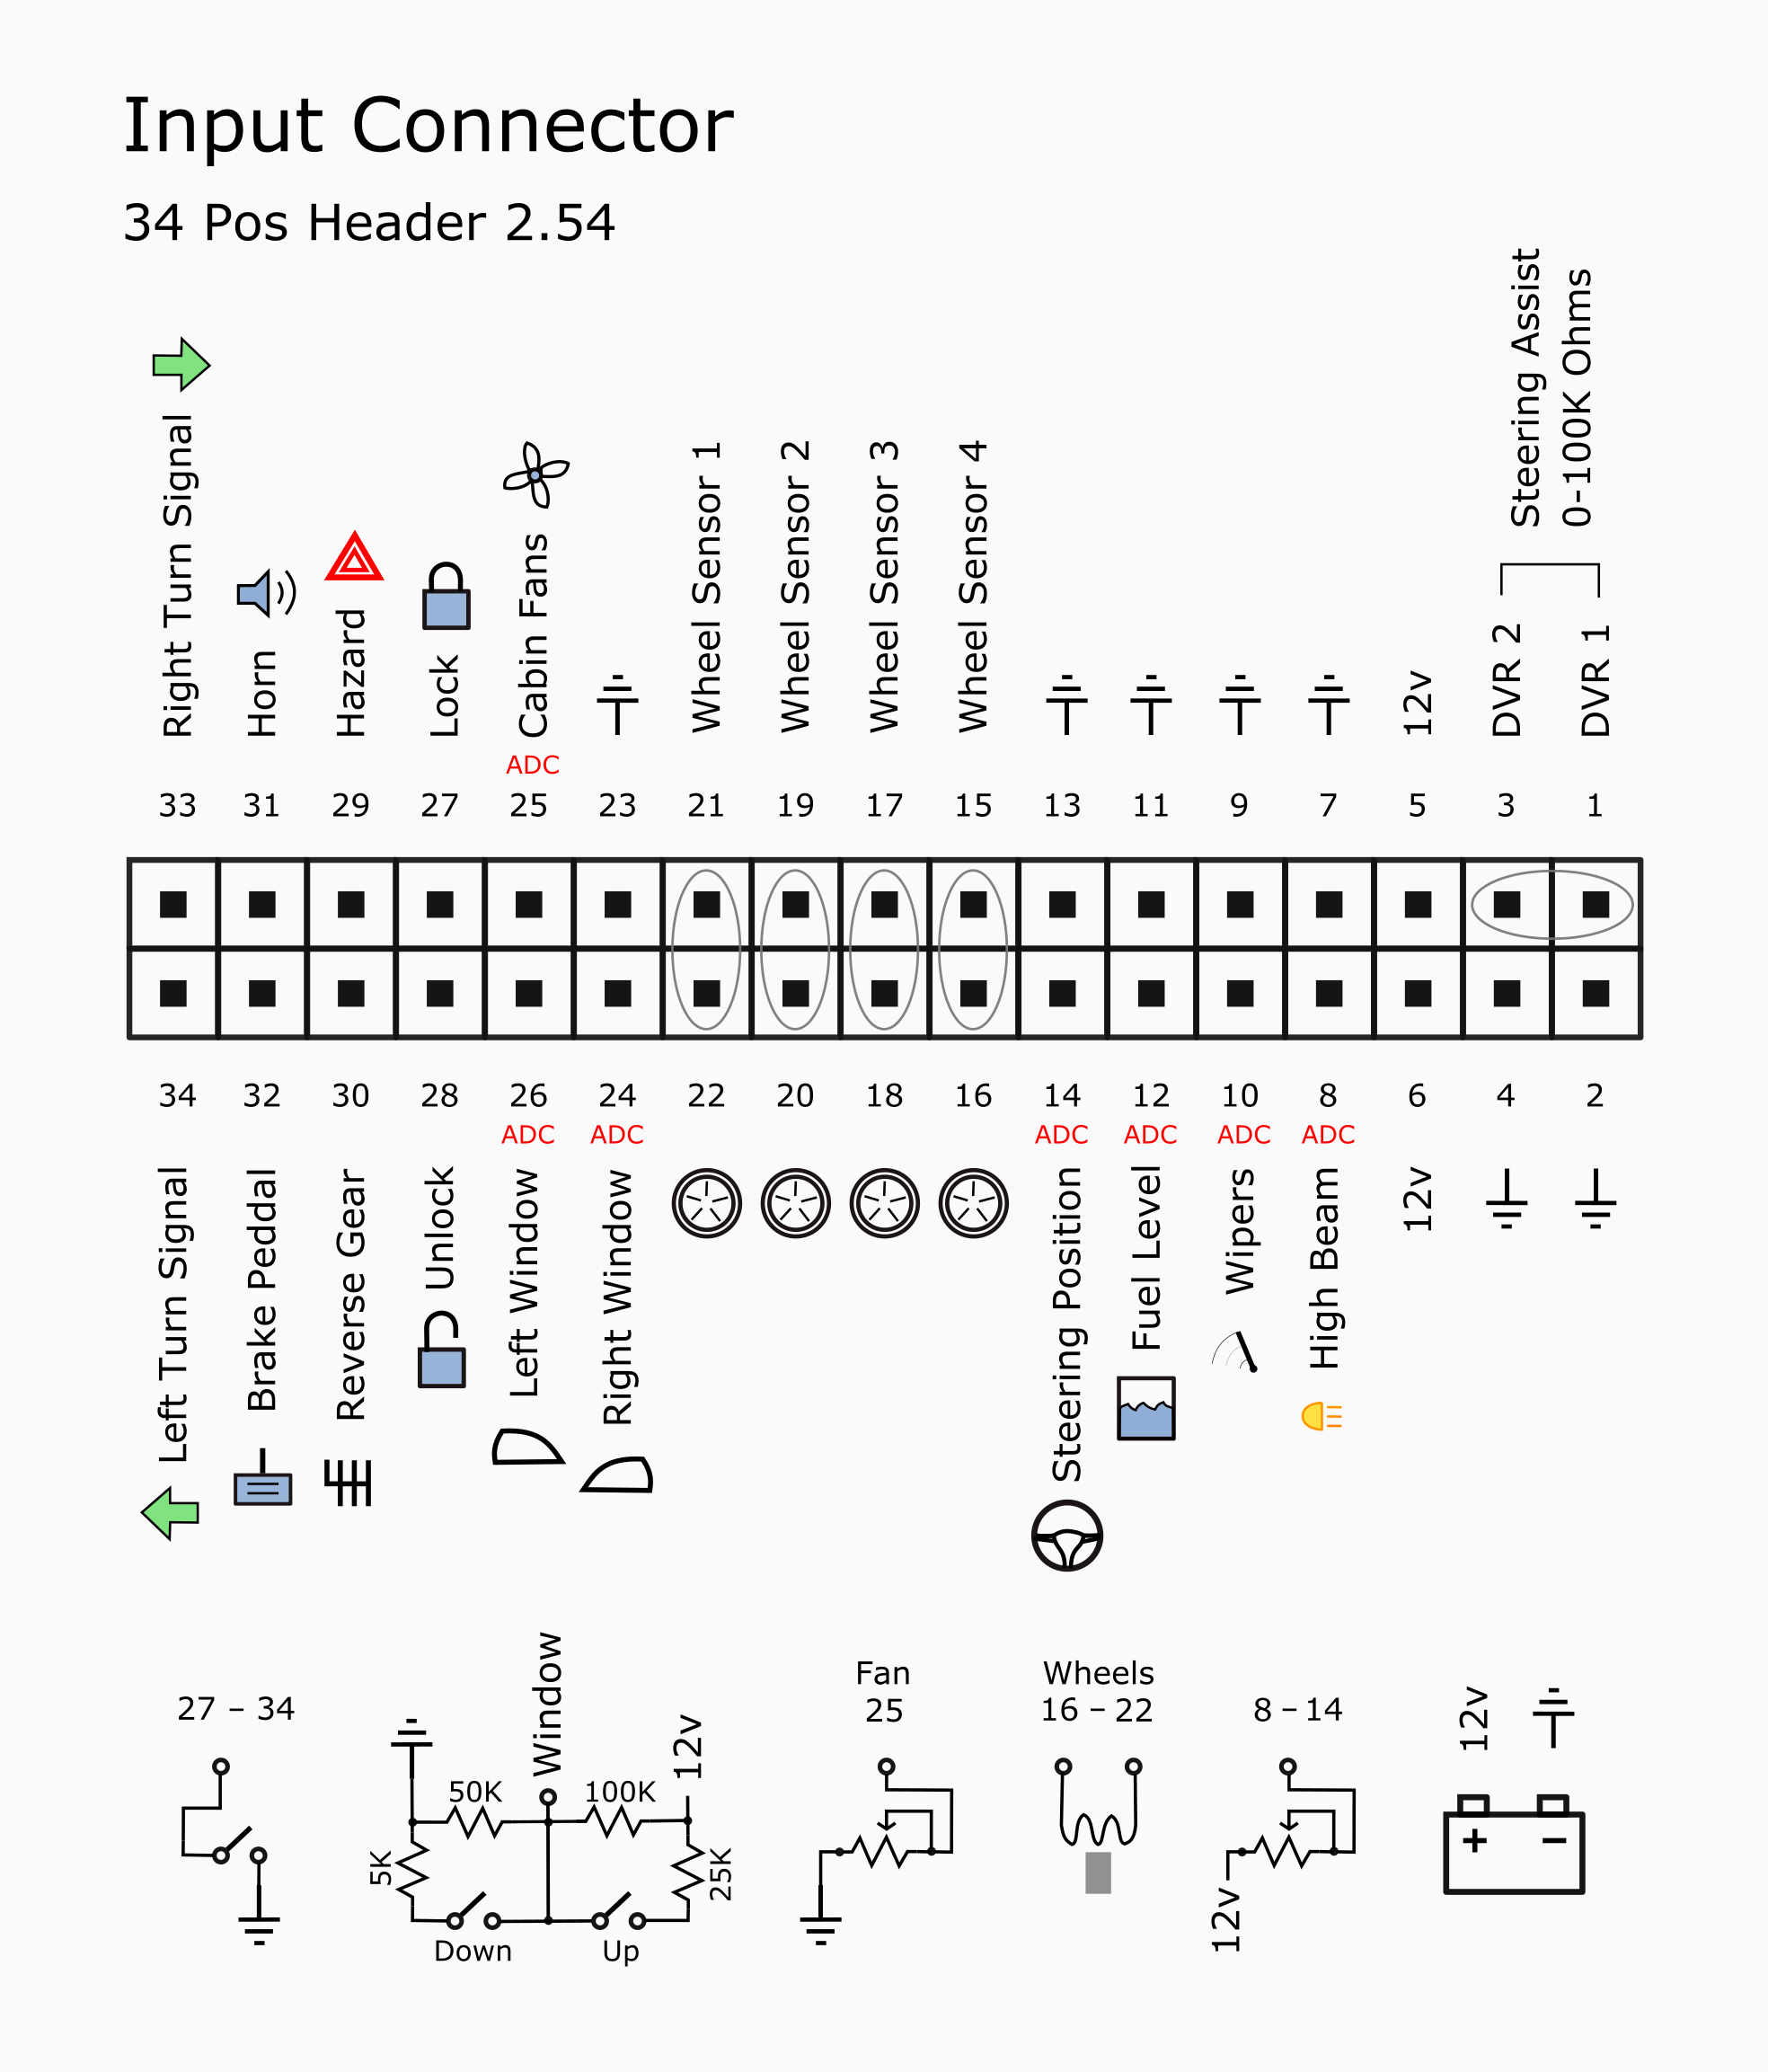 Input Connector
34 Pos Header 2.54
Steering Assist
0-100K Ohms
Right Turn Signal
Horn
Hazard
Lock
Cabin Fans
Wheel Sensor 1
Wheel Sensor 2
Wheel Sensor 3
Wheel Sensor 4
12v
DVR 2
DVR 1
ADC
33 31 29 27 25 23 21 19 17 15 13 11 9 7 5 3 1
34 32 30 28 26 24 22 20 18 16 14 12 10 8 6 4 2
ADC ADC ADC ADC ADC ADC
Left Turn Signal
Brake Peddal
Reverse Gear
Unlock
Left Window
Right Window
Steering Position
Fuel Level
Wipers
High Beam
12v
27 – 34
Window
12v
50K
100K
5K
25K
Down
Up
Fan
25
Wheels
16 – 22
8 – 14
12v
12v
+ –